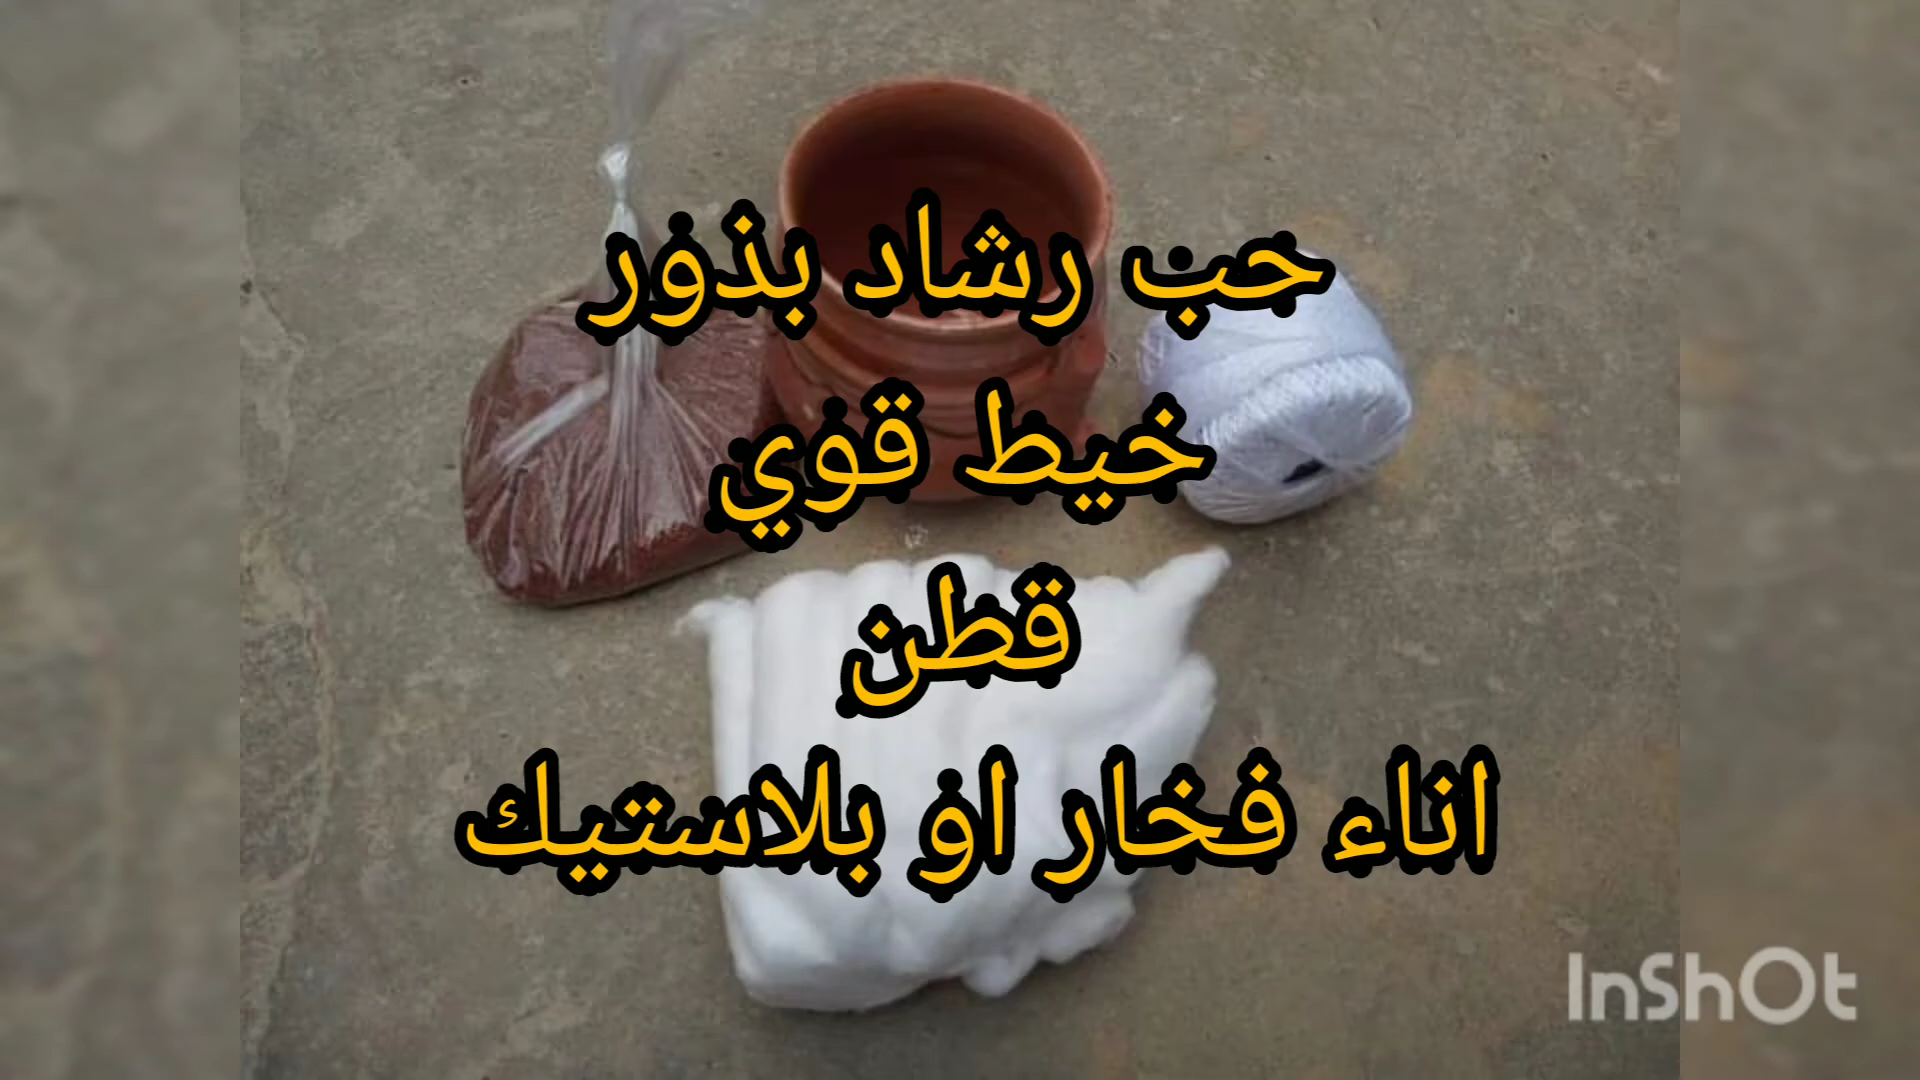 حب رشاد بذور
خيط قوي
قطن
اناء فخار او بلاستيك
InShOt